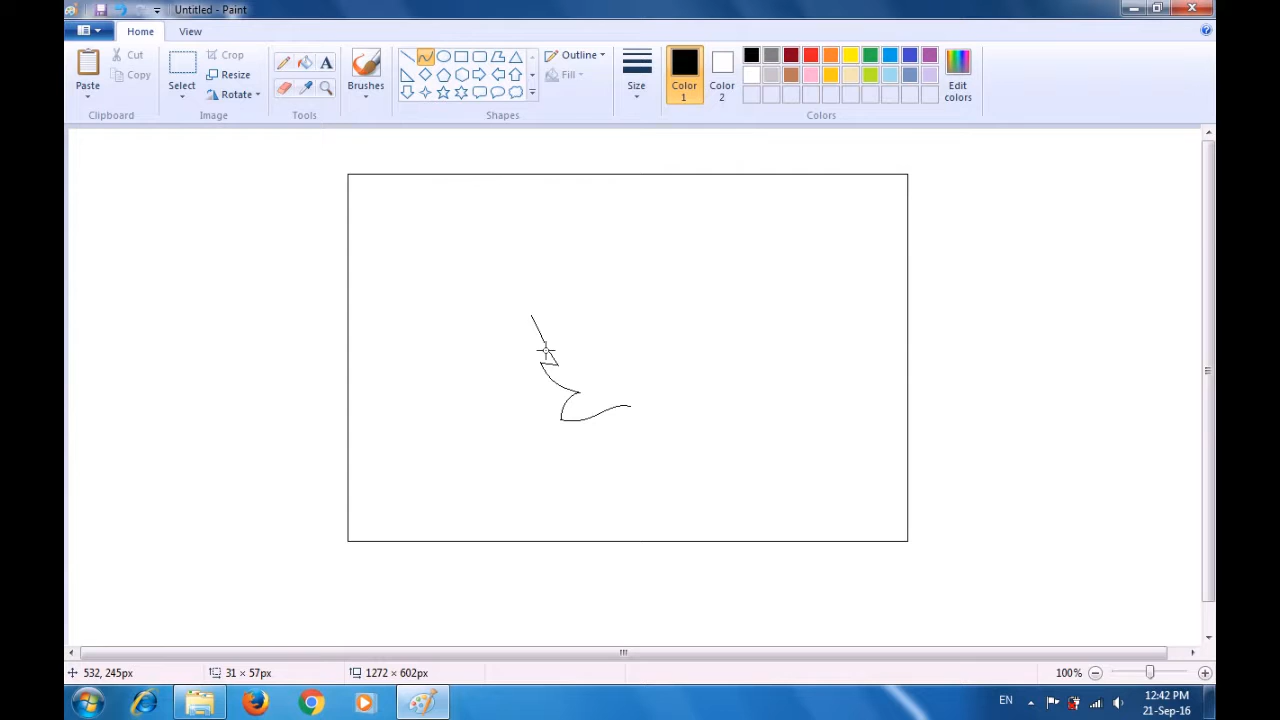 Untitled - Paint
Home View
Paste
Cut
Copy
Clipboard
Select
Crop
Resize
Rotate
Image
A
Tools
Brushes
Outline
Fill
Shapes
Size
Color 1
Color 2
Edit colors
Colors
532, 245px 31 × 57px 1272 × 602px 100%
EN 12:42 PM
21-Sep-16